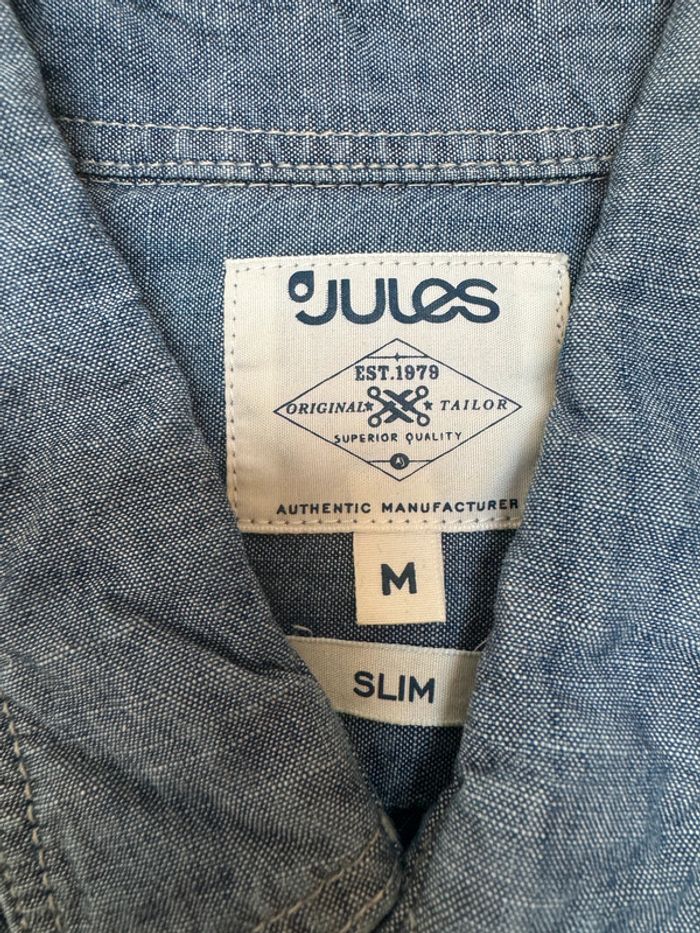 JULES
EST.1979
ORIGINAL TAILOR
SUPERIOR QUALITY
AUTHENTIC MANUFACTURER
M
SLIM